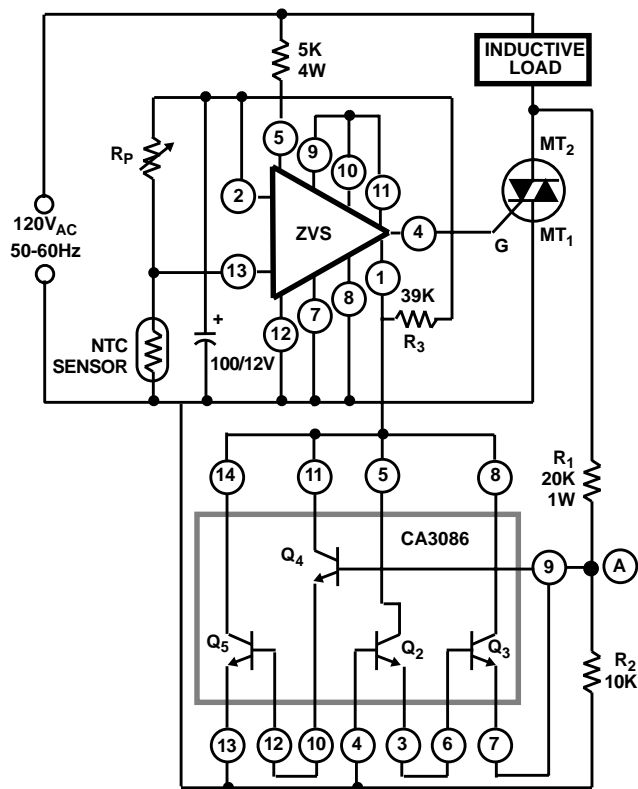 5K
4W
INDUCTIVE
LOAD
RP
5
9
10
11
MT2
2
120VAC
50-60Hz
ZVS
4
G
MT1
13
1
39K
R3
12
7
8
+
100/12V
NTC
SENSOR
14
11
5
8
R1
20K
1W
CA3086
Q4
9
A
Q5
Q2
Q3
R2
10K
13
12
10
4
3
6
7